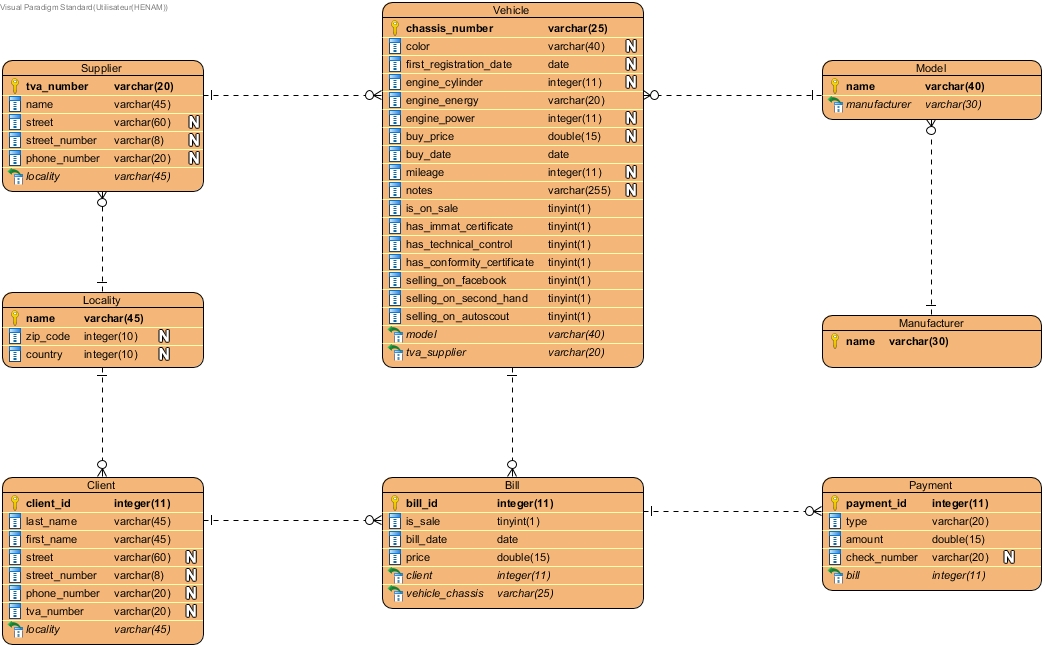 Visual Paradigm Standard(Utilisateur(HENAM))
Vehicle
chassis_number varchar(25)
color varchar(40) N
first_registration_date date N
engine_cylinder integer(11) N
engine_energy varchar(20)
engine_power integer(11) N
buy_price double(15) N
buy_date date
mileage integer(11) N
notes varchar(255) N
is_on_sale tinyint(1)
has_immat_certificate tinyint(1)
has_technical_control tinyint(1)
has_conformity_certificate tinyint(1)
selling_on_facebook tinyint(1)
selling_on_second_hand tinyint(1)
selling_on_autoscout tinyint(1)
model varchar(40)
tva_supplier varchar(20)
Supplier
tva_number varchar(20)
name varchar(45)
street varchar(60) N
street_number varchar(8) N
phone_number varchar(20) N
locality varchar(45)
Model
name varchar(40)
manufacturer varchar(30)
Locality
name varchar(45)
zip_code integer(10) N
country integer(10) N
Manufacturer
name varchar(30)
Client
client_id integer(11)
last_name varchar(45)
first_name varchar(45)
street varchar(60) N
street_number varchar(8) N
phone_number varchar(20) N
tva_number varchar(20) N
locality varchar(45)
Bill
bill_id integer(11)
is_sale tinyint(1)
bill_date date
price double(15)
client integer(11)
vehicle_chassis varchar(25)
Payment
payment_id integer(11)
type varchar(20)
amount double(15)
check_number varchar(20) N
bill integer(11)